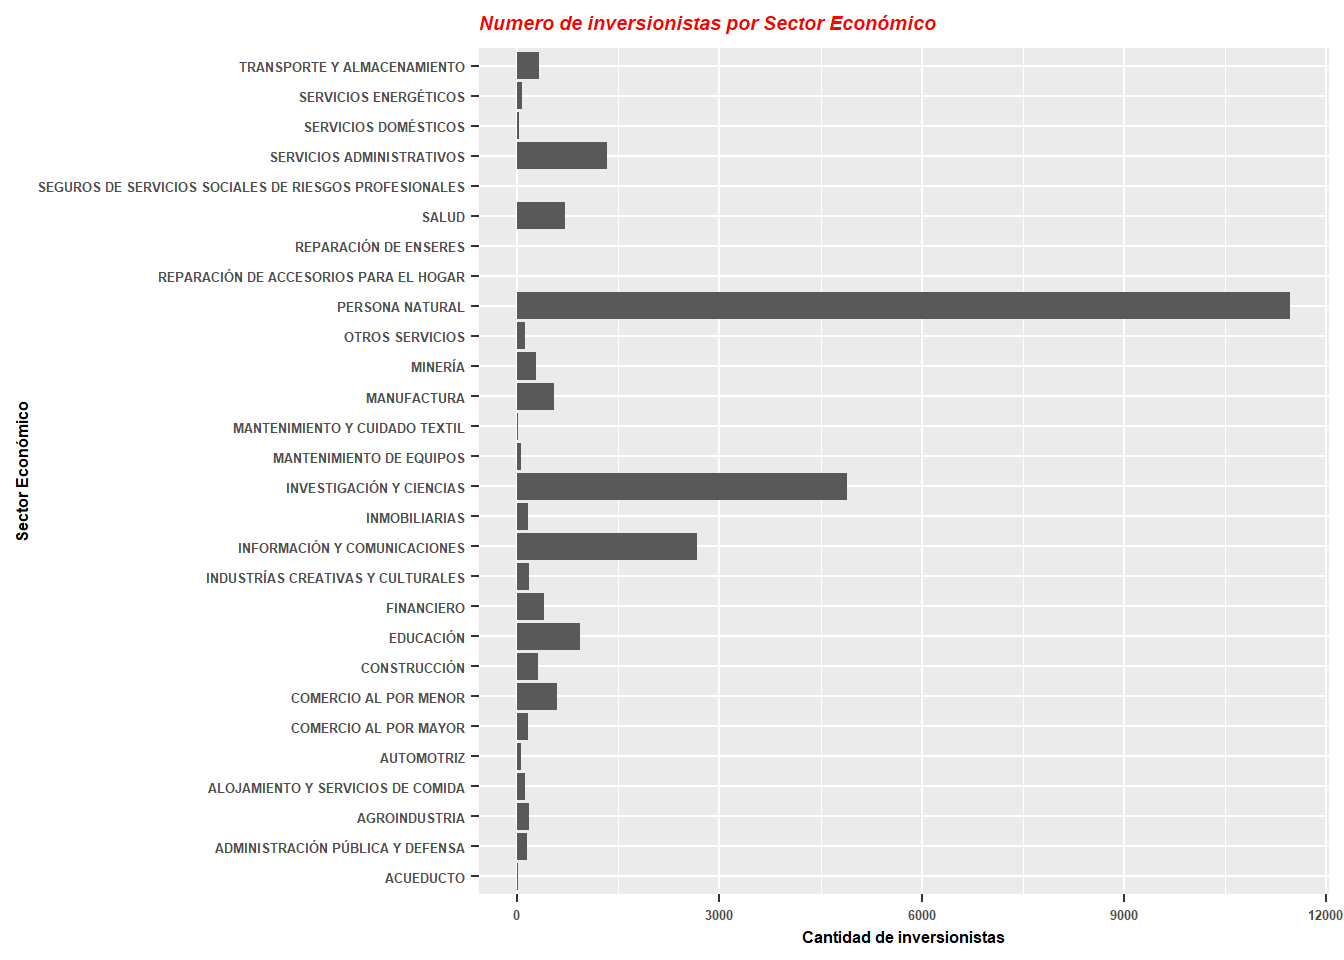 Numero de inversionistas por Sector Económico
TRANSPORTE Y ALMACENAMIENTO
SERVICIOS ENERGÉTICOS
SERVICIOS DOMÉSTICOS
SERVICIOS ADMINISTRATIVOS
SEGUROS DE SERVICIOS SOCIALES DE RIESGOS PROFESIONALES
SALUD
REPARACIÓN DE ENSERES
REPARACIÓN DE ACCESORIOS PARA EL HOGAR
PERSONA NATURAL
OTROS SERVICIOS
MINERÍA
MANUFACTURA
MANTENIMIENTO Y CUIDADO TEXTIL
MANTENIMIENTO DE EQUIPOS
INVESTIGACIÓN Y CIENCIAS
INMOBILIARIAS
INFORMACIÓN Y COMUNICACIONES
INDUSTRÍAS CREATIVAS Y CULTURALES
FINANCIERO
EDUCACIÓN
CONSTRUCCIÓN
COMERCIO AL POR MENOR
COMERCIO AL POR MAYOR
AUTOMOTRIZ
ALOJAMIENTO Y SERVICIOS DE COMIDA
AGROINDUSTRIA
ADMINISTRACIÓN PÚBLICA Y DEFENSA
ACUEDUCTO
Sector Económico
0 3000 6000 9000 12000
Cantidad de inversionistas